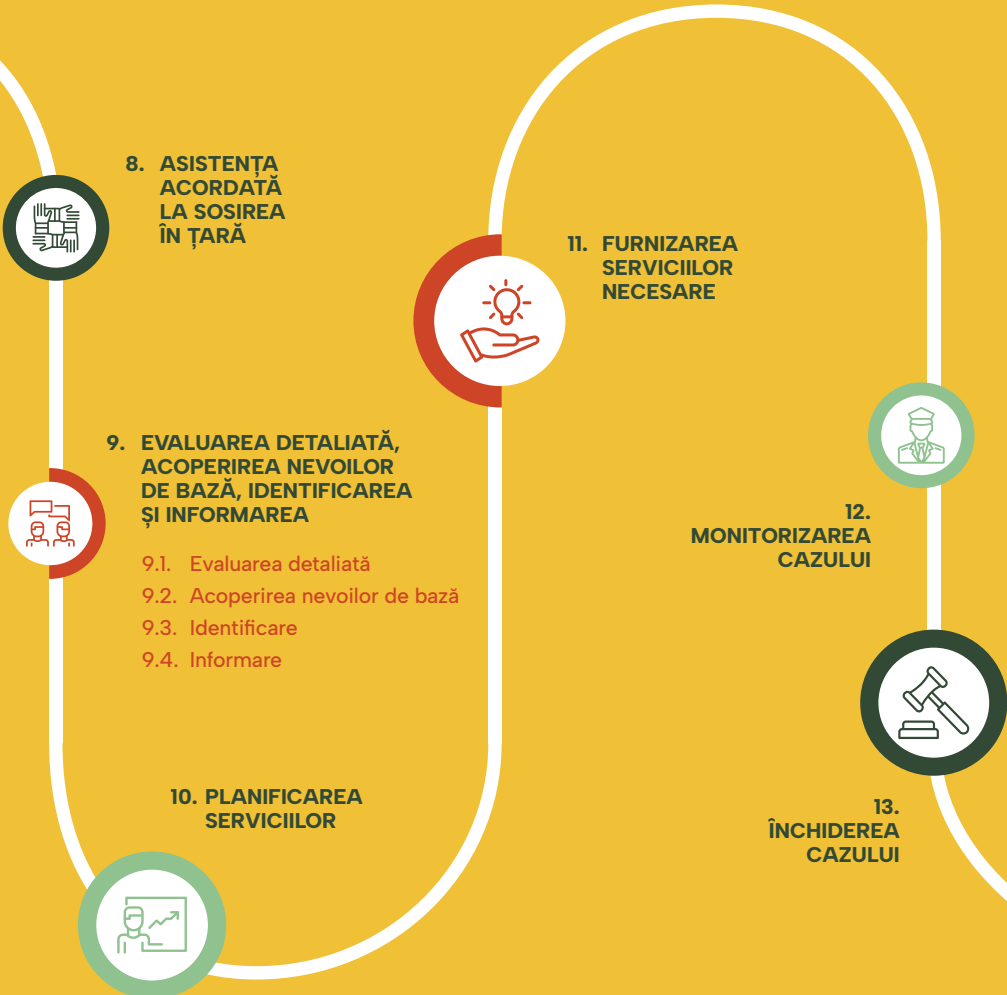 8. ASISTENȚA
ACORDATĂ
LA SOSIREA
ÎN ȚARĂ
9. EVALUAREA DETALIATĂ,
ACOPERIREA NEVOILOR
DE BAZĂ, IDENTIFICAREA
ȘI INFORMAREA
9.1. Evaluarea detaliată
9.2. Acoperirea nevoilor de bază
9.3. Identificare
9.4. Informare
10. PLANIFICAREA
SERVICIILOR
11. FURNIZAREA
SERVICIILOR
NECESARE
12.
MONITORIZAREA
CAZULUI
13.
ÎNCHIDEREA
CAZULUI